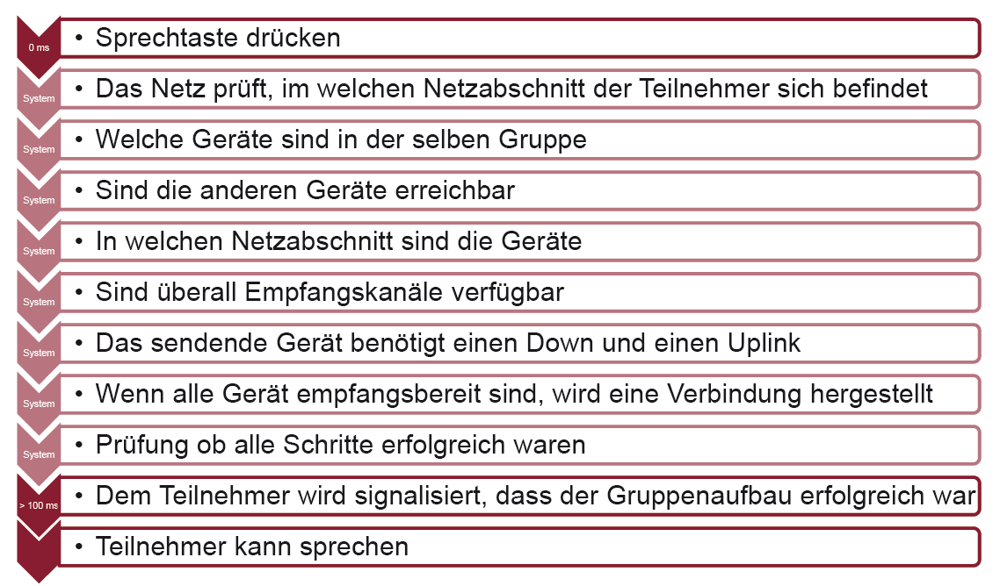 0 ms
• Sprechtaste drücken
System
• Das Netz prüft, im welchen Netzabschnitt der Teilnehmer sich befindet
System
• Welche Geräte sind in der selben Gruppe
System
• Sind die anderen Geräte erreichbar
System
• In welchen Netzabschnitt sind die Geräte
System
• Sind überall Empfangskanäle verfügbar
System
• Das sendende Gerät benötigt einen Down und einen Uplink
System
• Wenn alle Gerät empfangsbereit sind, wird eine Verbindung hergestellt
System
• Prüfung ob alle Schritte erfolgreich waren
> 100 ms
• Dem Teilnehmer wird signalisiert, dass der Gruppenaufbau erfolgreich war
• Teilnehmer kann sprechen